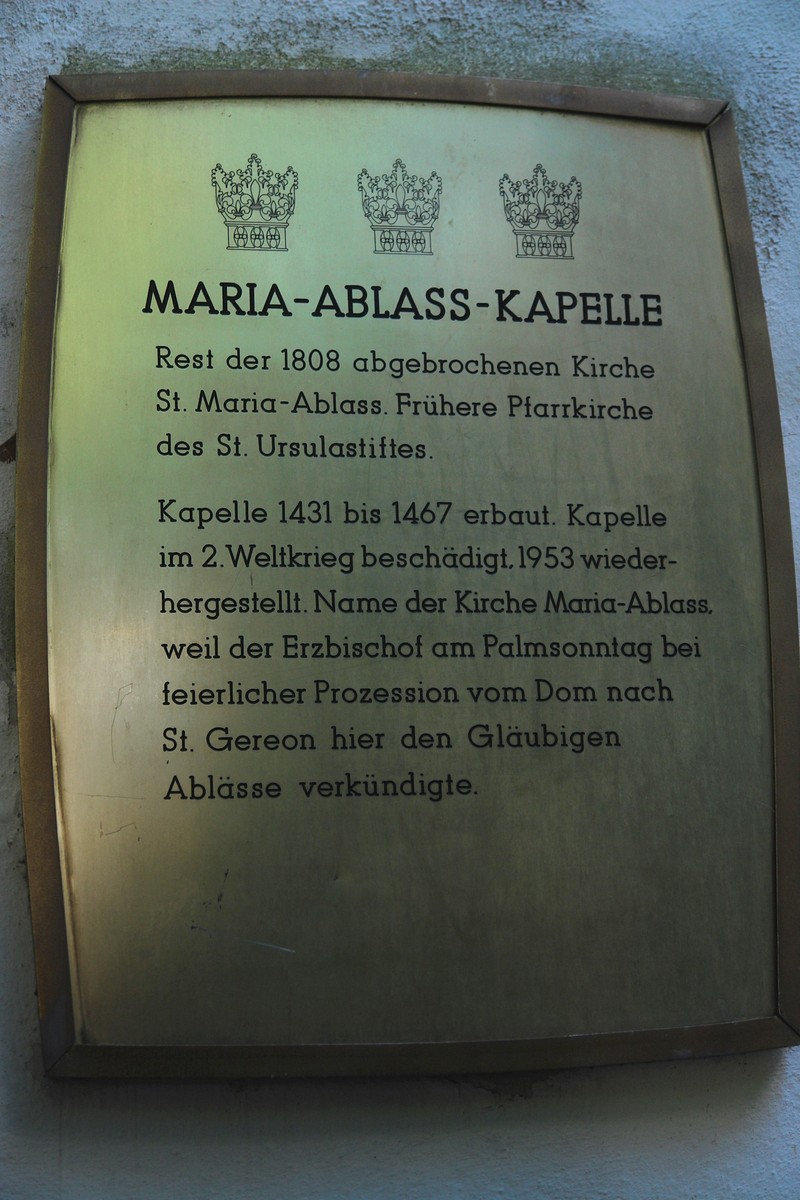 MARIA-ABLASS-KAPELLE
Rest der 1808 abgebrochenen Kirche
St. Maria-Ablass. Frühere Pfarrkirche
des St. Ursulastiftes.
Kapelle 1431 bis 1467 erbaut. Kapelle
im 2. Weltkrieg beschädigt, 1953 wieder-
hergestellt. Name der Kirche Maria-Ablass,
weil der Erzbischof am Palmsonntag bei
feierlicher Prozession vom Dom nach
St. Gereon hier den Gläubigen
Ablässe verkündigte.